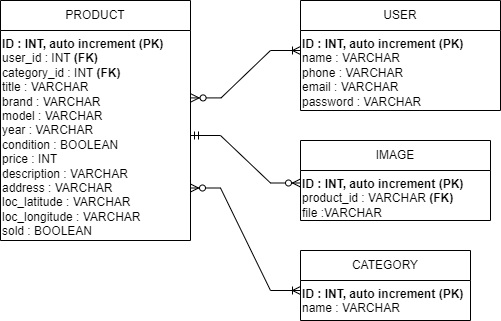 PRODUCT
ID : INT, auto increment (PK)
user_id : INT (FK)
category_id : INT (FK)
title : VARCHAR
brand : VARCHAR
model : VARCHAR
year : VARCHAR
condition : BOOLEAN
price : INT
description : VARCHAR
address : VARCHAR
loc_latitude : VARCHAR
loc_longitude : VARCHAR
sold : BOOLEAN
USER
ID : INT, auto increment (PK)
name : VARCHAR
phone : VARCHAR
email : VARCHAR
password : VARCHAR
IMAGE
ID : INT, auto increment (PK)
product_id : VARCHAR (FK)
file :VARCHAR
CATEGORY
ID : INT, auto increment (PK)
name : VARCHAR